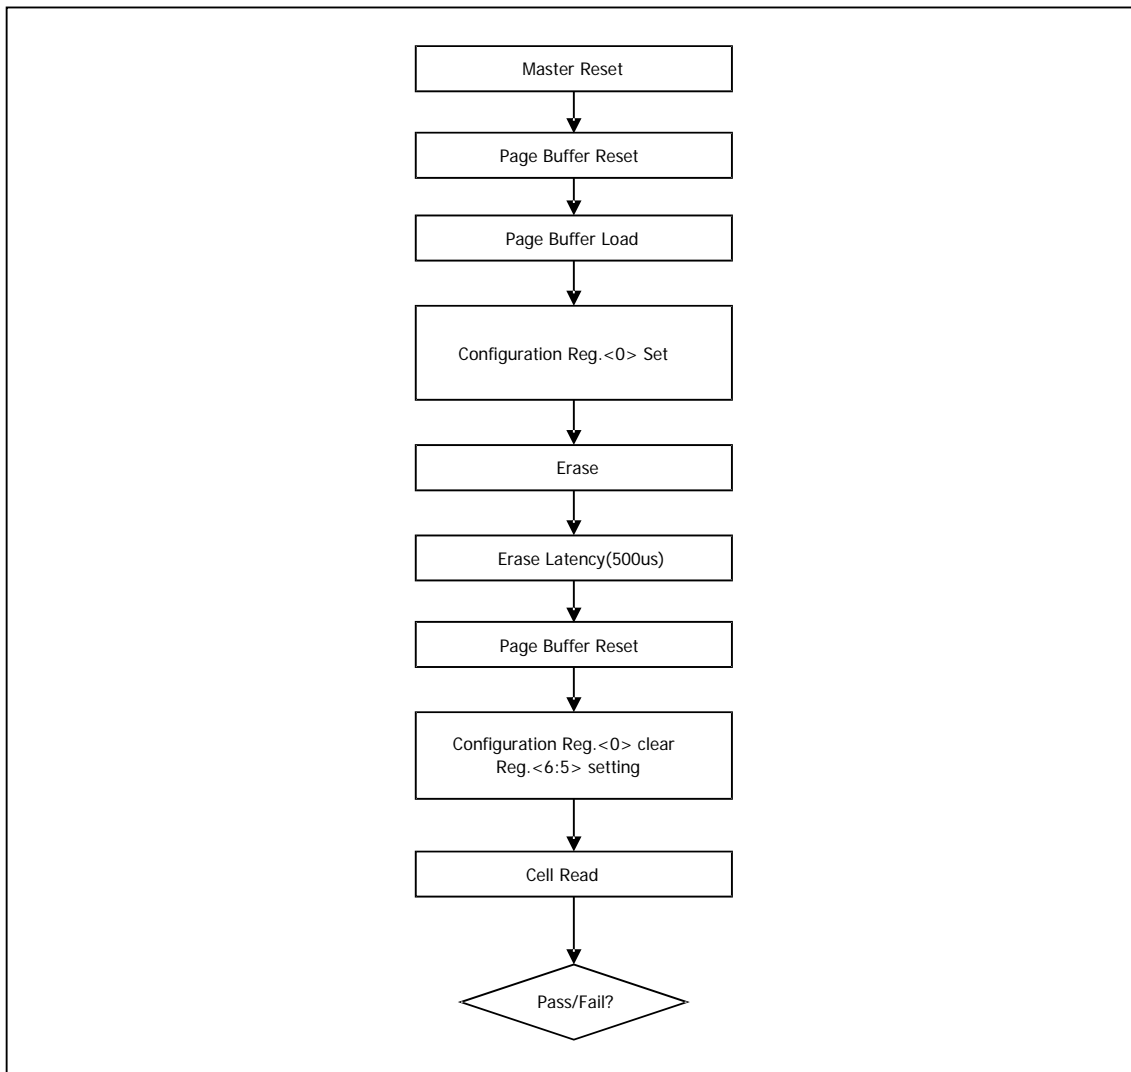 Master Reset
Page Buffer Reset
Page Buffer Load
Configuration Reg.<0> Set
Erase
Erase Latency(500us)
Page Buffer Reset
Configuration Reg.<0> clear
Reg.<6:5> setting
Cell Read
Pass/Fail?